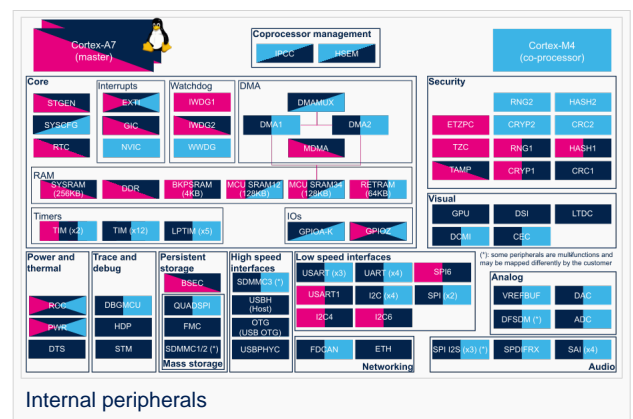 Cortex-A7
(master)
Coprocessor management
IPCC
HSEM
Cortex-M4
(co-processor)
Core
STGEN
SYSCFG
RTC
Interrupts
EXTI
GIC
NVIC
Watchdog
IWDG1
IWDG2
WWDG
DMA
DMAMUX
DMA1
DMA2
MDMA
RAM
SYSRAM
(256KB)
DDR
BKPSRAM
(4KB)
MCU SRAM12
(128KB)
MCU SRAM34
(128KB)
RETRAM
(64KB)
Timers
TIM (x2)
TIM (x12)
LPTIM (x5)
IOs
GPIOA-K
GPIOZ
Security
RNG2
HASH2
ETZPC
CRYP2
CRC2
TZC
RNG1
HASH1
TAMP
CRYP1
CRC1
Visual
GPU
DSI
LTDC
DCMI
CEC
(*): some peripherals are multifunctions and
may be mapped differently by the customer
Power and
thermal
RCC
PWR
DTS
Trace and
debug
DBGMCU
HDP
STM
Persistent
storage
BSEC
QUADSPI
FMC
SDMMC1/2 (*)
Mass storage
High speed
interfaces
SDMMC3 (*)
USBH
(Host)
OTG
(USB OTG)
USBPHYC
Low speed interfaces
USART (x3)
UART (x4)
SPI6
USART1
I2C (x4)
SPI (x2)
I2C4
I2C6
FDCAN
ETH
Networking
Analog
VREFBUF
DAC
DFSDM (*)
ADC
SPI I2S (x3) (*)
SPDIFRX
SAI (x4)
Audio
Internal peripherals